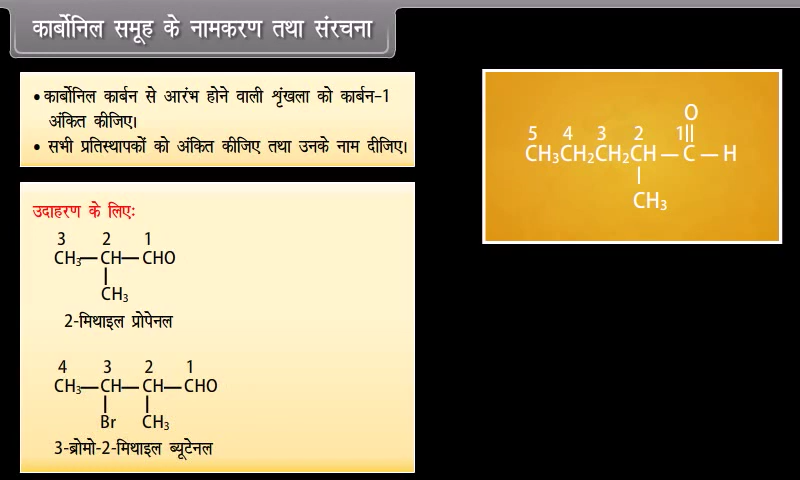 कार्बोनिल समूह के नामकरण तथा संरचना
• कार्बोनिल कार्बन से आरंभ होने वाली शृंखला को कार्बन-1
अंकित कीजिए।
• सभी प्रतिस्थापकों को अंकित कीजिए तथा उनके नाम दीजिए।
उदाहरण के लिएः
3 2 1
CH₃—CH—CHO
CH₃
2-मिथाइल प्रोपेनल
4 3 2 1
CH₃—CH—CH—CHO
Br CH₃
3-ब्रोमो-2-मिथाइल ब्यूटेनल
O
5 4 3 2 1
CH₃CH₂CH₂CH—C—H
CH₃